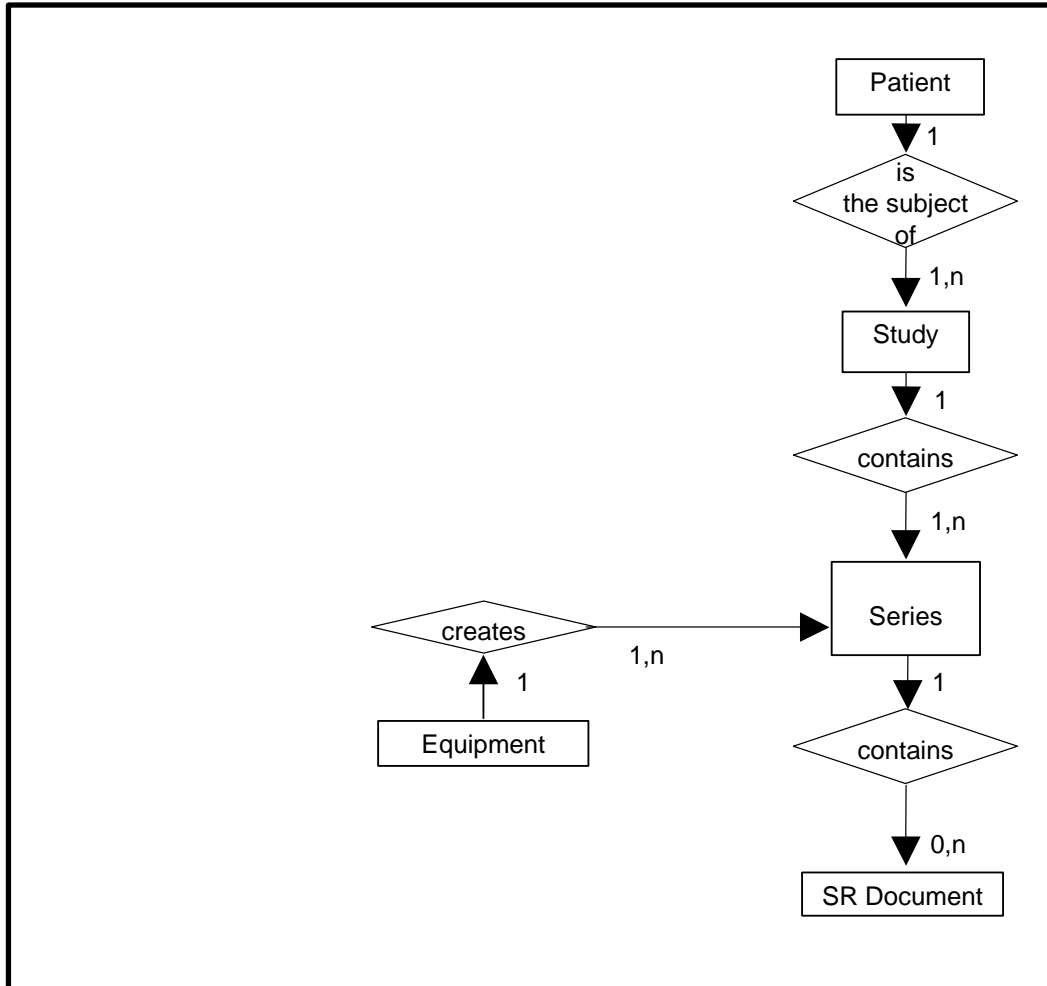 Patient
1
is
the subject
of
1,n
Study
1
contains
1,n
Series
creates
1,n
1
1
Equipment
contains
0,n
SR Document